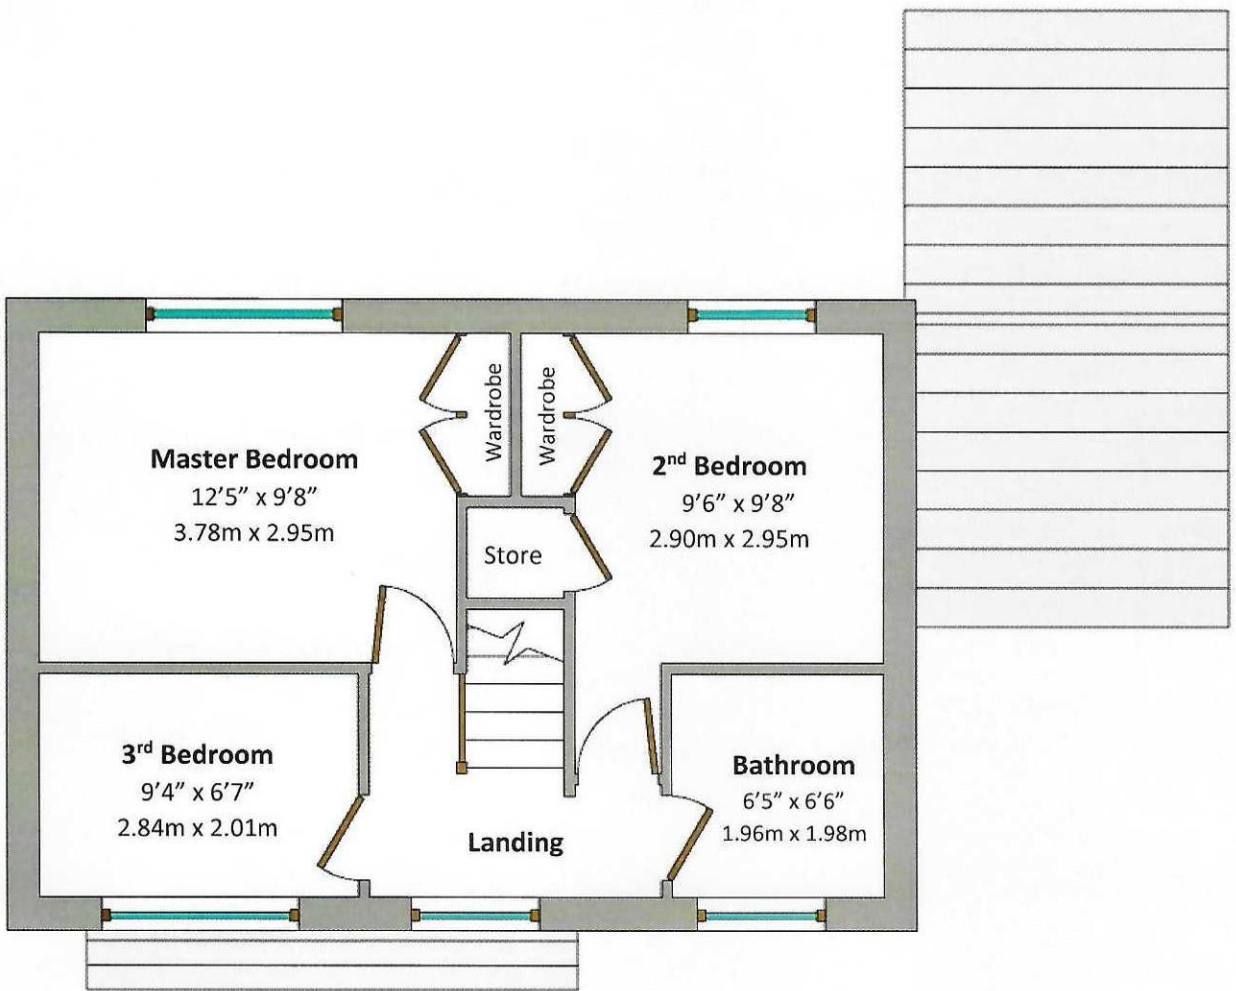 Master Bedroom
12’5” x 9’8”
3.78m x 2.95m
Wardrobe
Wardrobe
2nd Bedroom
9’6” x 9’8”
2.90m x 2.95m
Store
3rd Bedroom
9’4” x 6’7”
2.84m x 2.01m
Landing
Bathroom
6’5” x 6’6”
1.96m x 1.98m